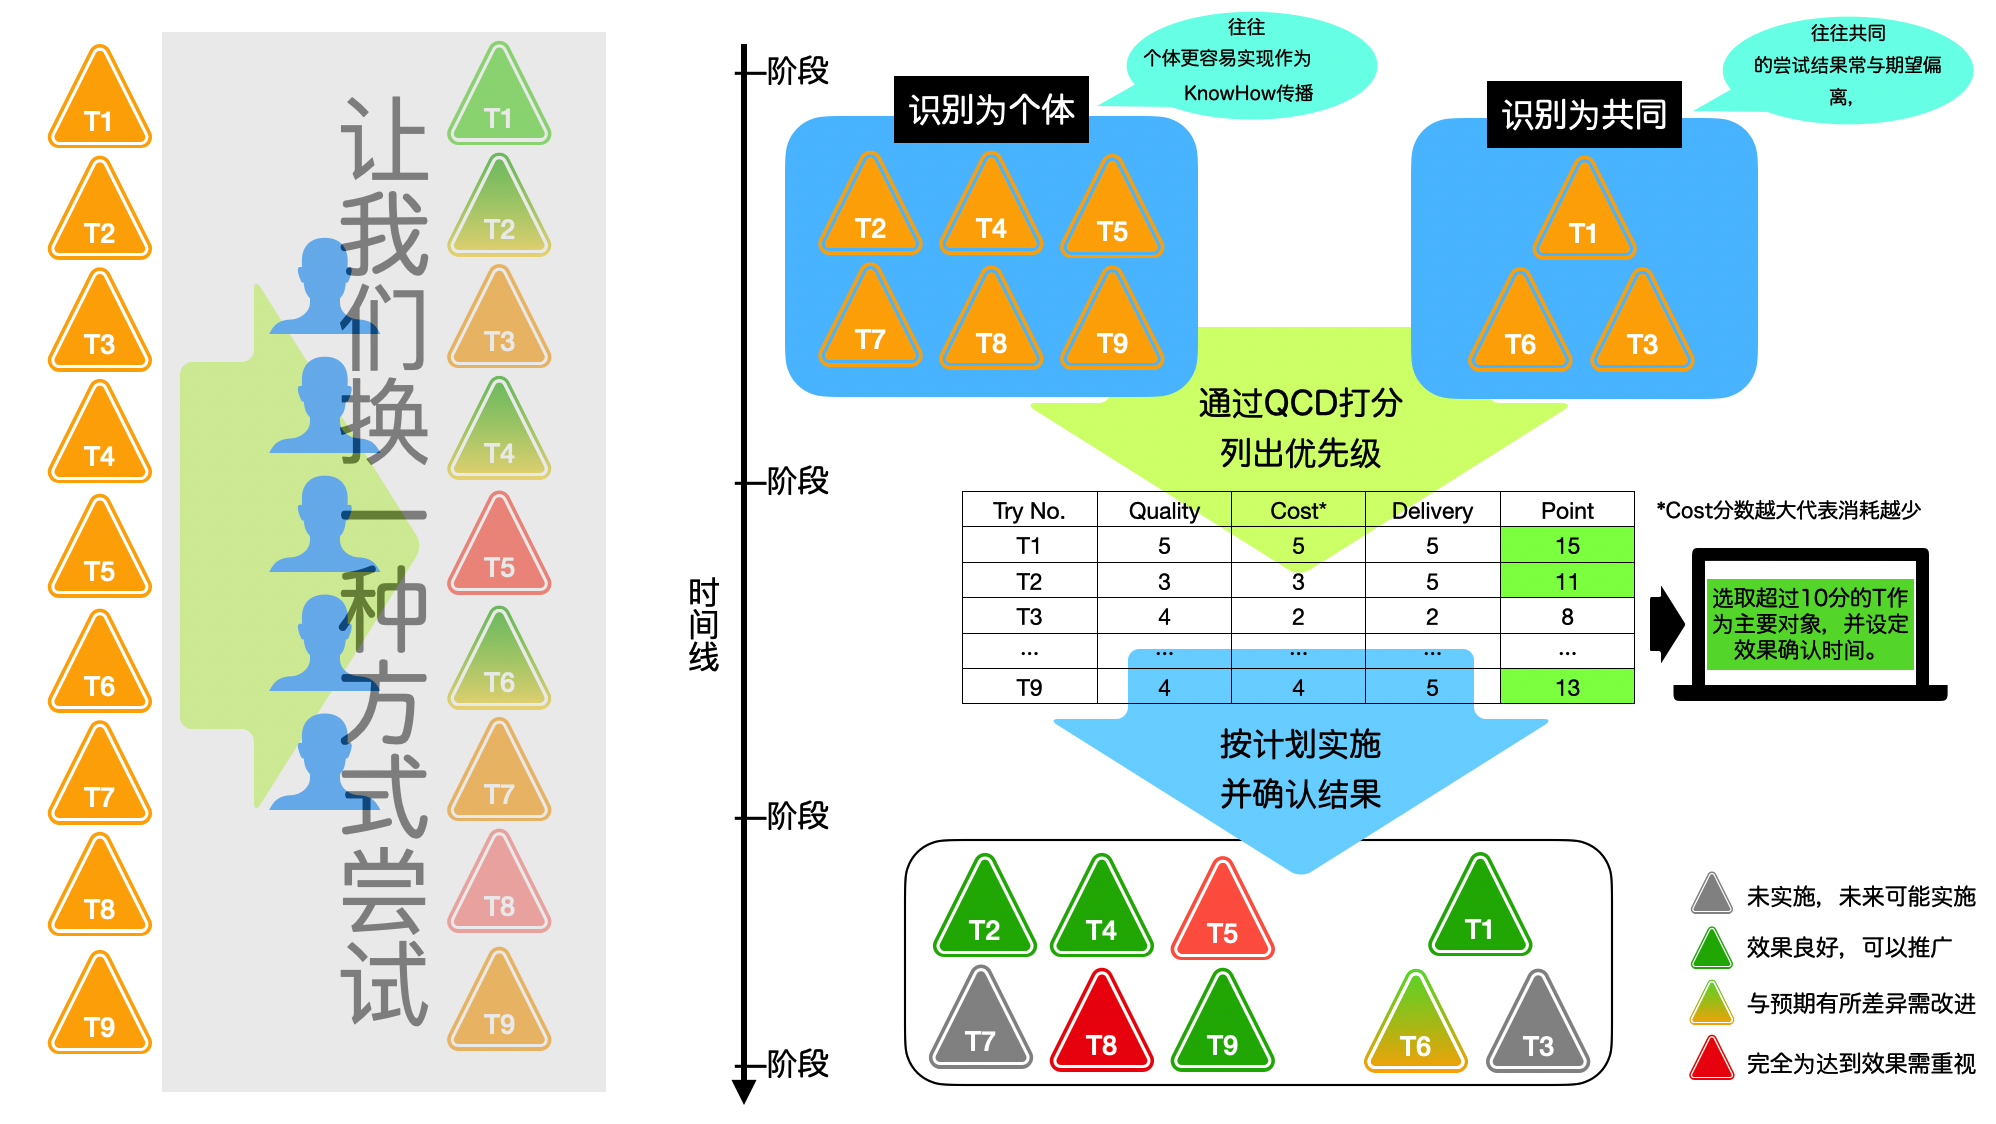 T1
T2
T3
T4
T5
T6
T7
T8
T9
让我们换一种方式尝试
T1
T2
T3
T4
T5
T6
T7
T8
T9
时间线
阶段
阶段
阶段
阶段
往往
个体更容易实现作为
KnowHow传播
识别为个体
T2 T4 T5
T7 T8 T9
往往共同
的尝试结果常与期望偏
离，
识别为共同
T1
T6 T3
通过QCD打分
列出优先级
Try No. Quality Cost* Delivery Point
T1 5 5 5 15
T2 3 3 5 11
T3 4 2 2 8
... ... ... ... ...
T9 4 4 5 13
*Cost分数越大代表消耗越少
选取超过10分的T作
为主要对象，并设定
效果确认时间。
按计划实施
并确认结果
T2 T4 T5 T1
T7 T8 T9 T6 T3
未实施，未来可能实施
效果良好，可以推广
与预期有所差异需改进
完全为达到效果需重视